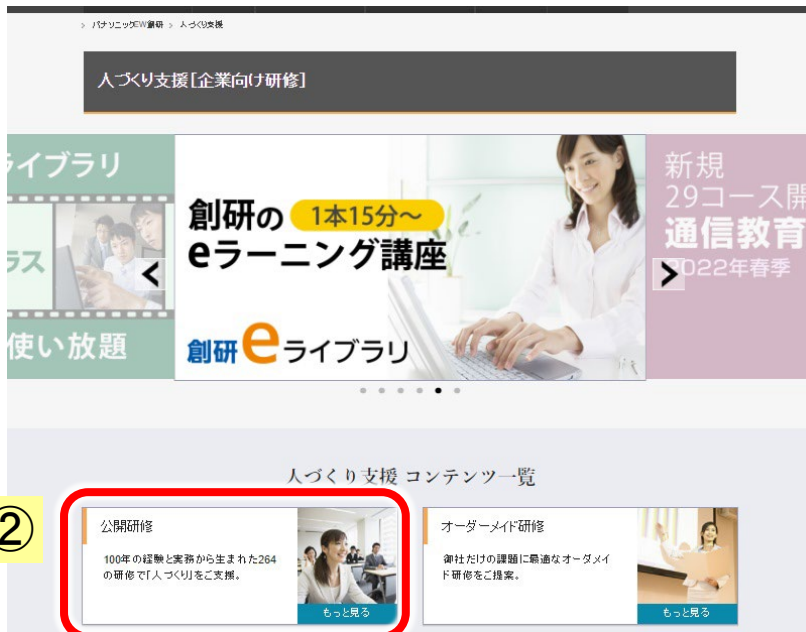 > パナソニックEW創研 > 人づくり支援
人づくり支援[企業向け研修]
ライブラリ
ラス
使い放題
創研の 1本15分~
eラーニング講座
創研eライブラリ
新規
29コース開
通信教育
2022年春季
人づくり支援 コンテンツ一覧
②
公開研修
100年の経験と実務から生まれた264
の研修で「人づくり」をご支援。
もっと見る
オーダーメイド研修
御社だけの課題に最適なオーダメイ
ド研修をご提案。
もっと見る